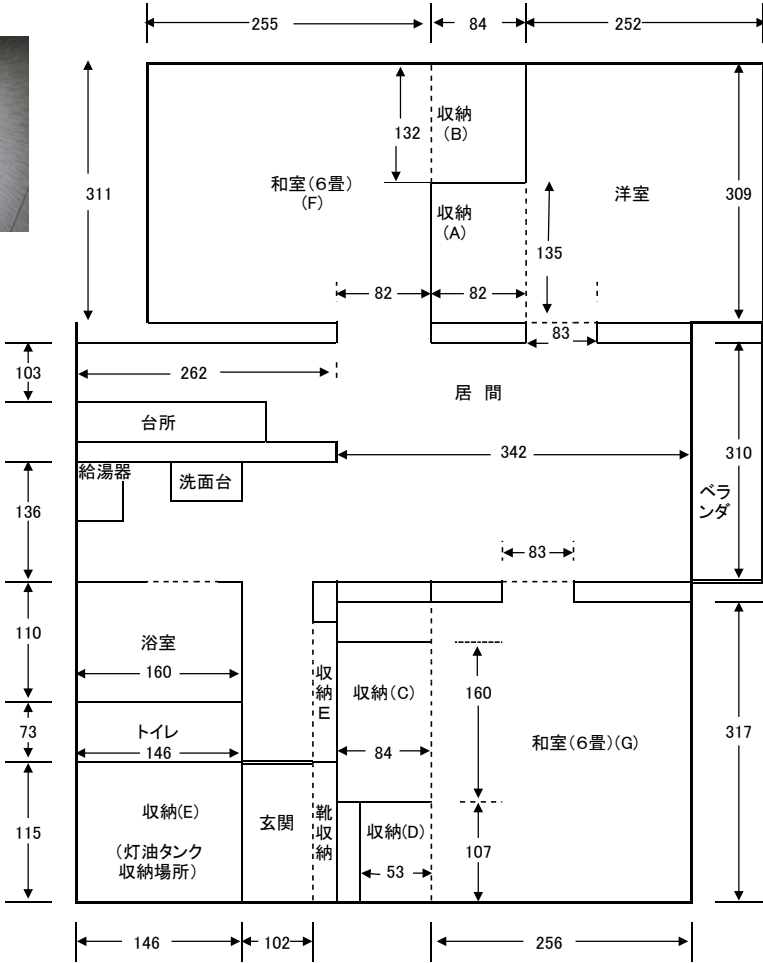 255
84
252
収納
(B)
132
和室(6畳)
(F)
洋室
311
309
収納
(A)
135
82
82
83
103
262
居 間
台所
342
310
給湯器
洗面台
ベラ
ンダ
136
83
110
浴室
160
収
納
E
収納(C)
160
73
トイレ
146
84
和室(6畳)(G)
317
収納(E)
玄関
靴
収
納
収納(D)
115
(灯油タンク
収納場所)
107
53
146
102
256